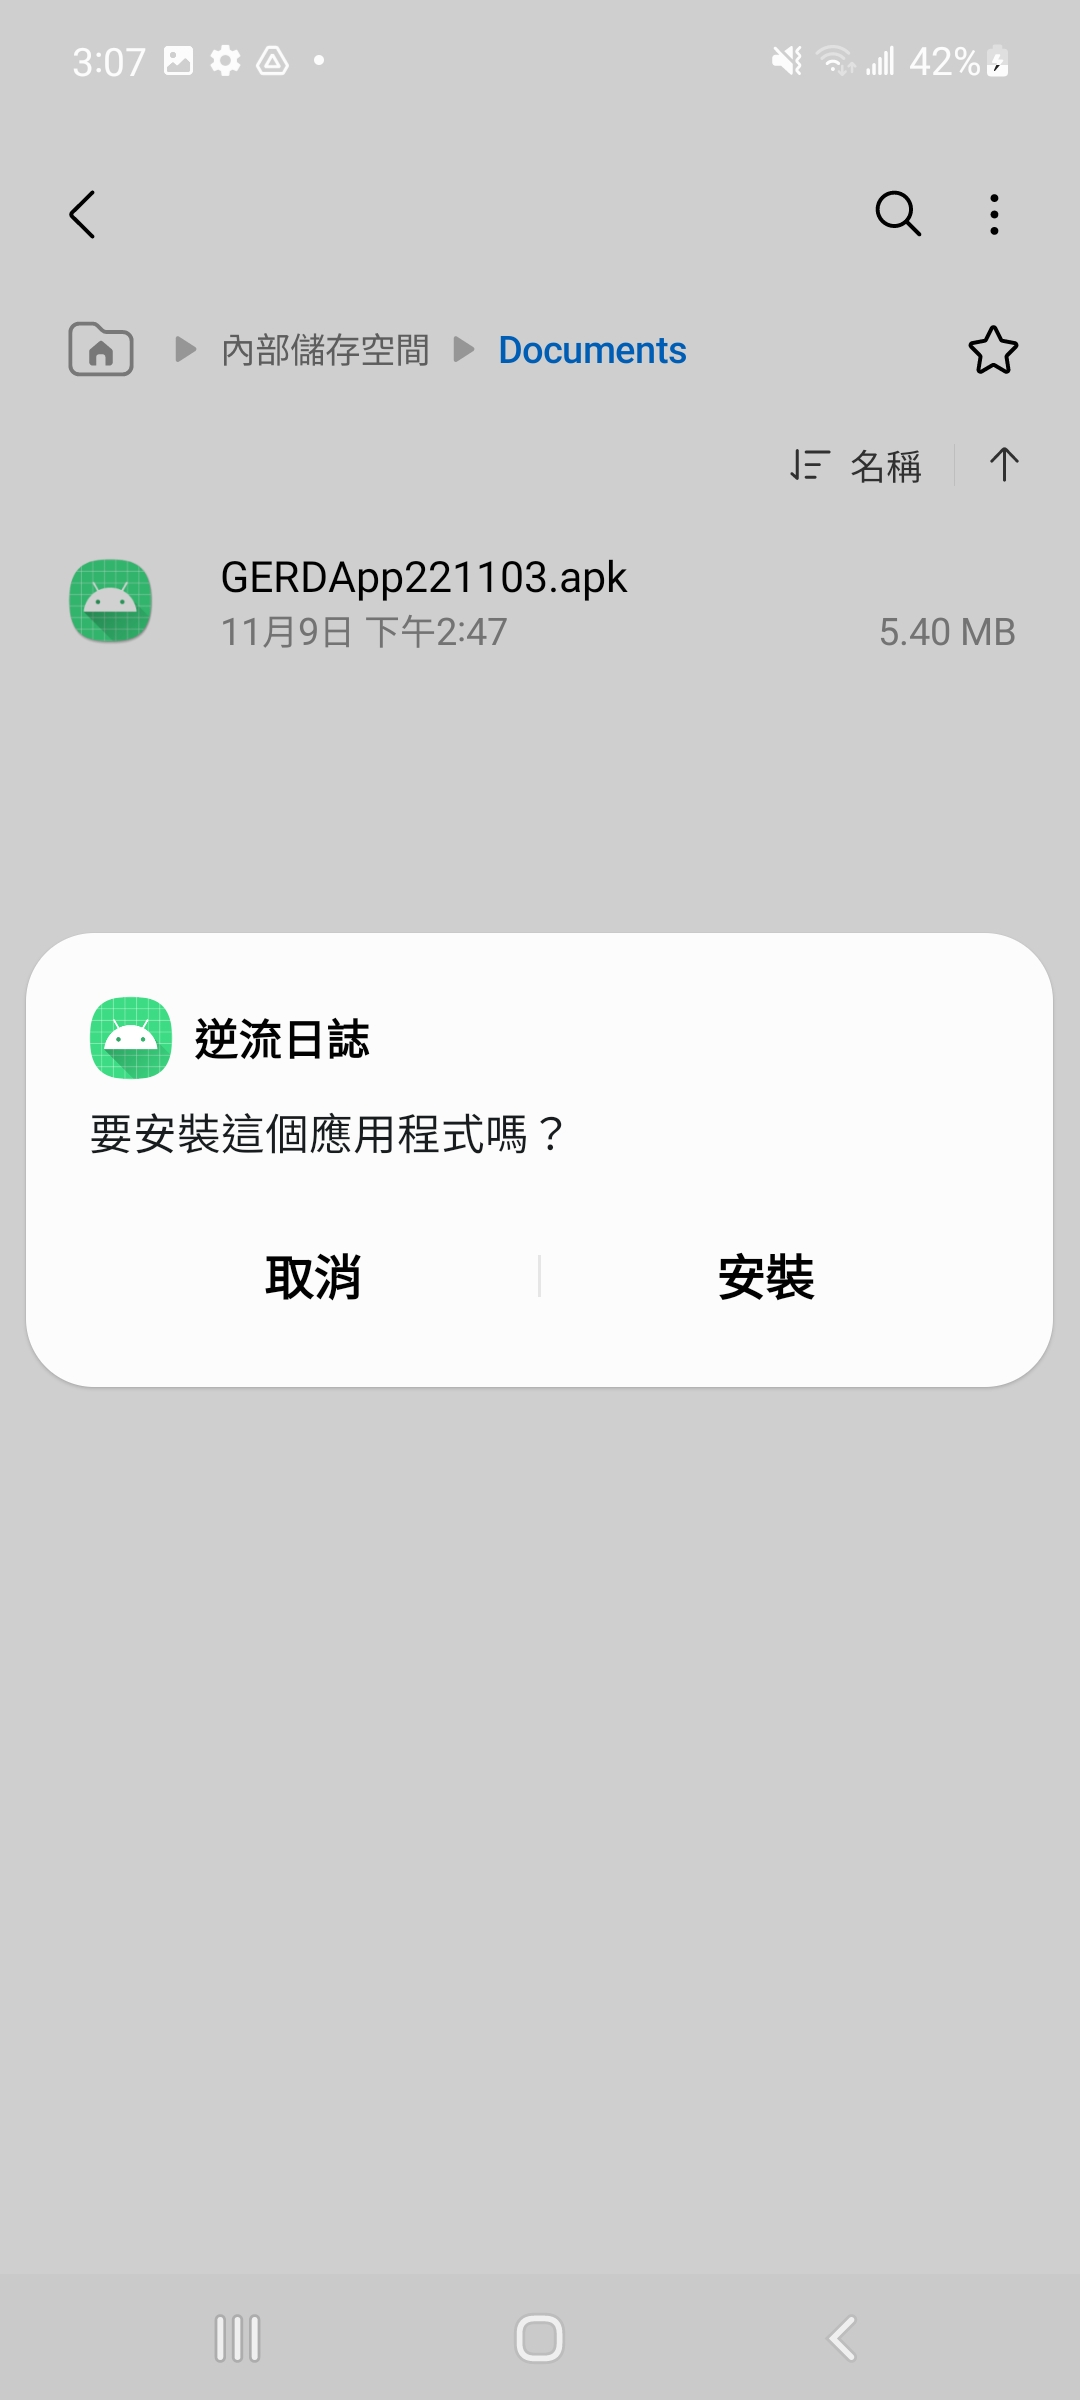 3:07
42%
內部儲存空間
Documents
名稱
GERDApp221103.apk
11月9日 下午2:47
5.40 MB
逆流日誌
要安裝這個應用程式嗎？
取消
安裝